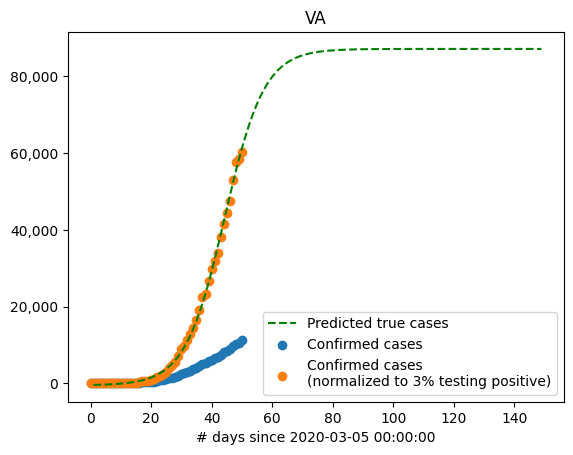 VA
80,000
60,000
40,000
20,000
0
Predicted true cases
Confirmed cases
Confirmed cases
(normalized to 3% testing positive)
0 20 40 60 80 100 120 140
# days since 2020-03-05 00:00:00